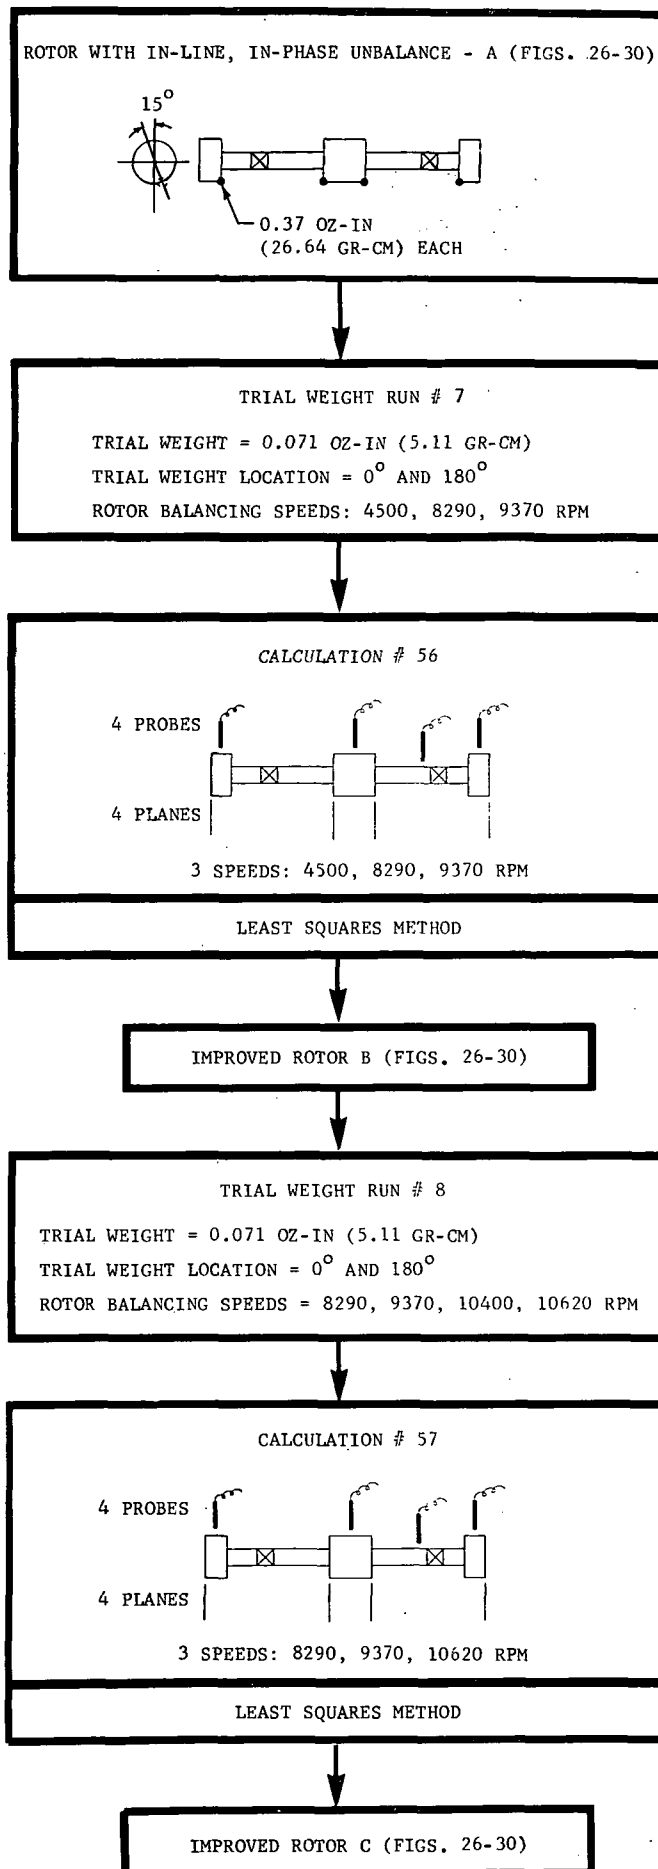 ROTOR WITH IN-LINE, IN-PHASE UNBALANCE - A (FIGS. 26-30)
15°
0.37 OZ-IN
(26.64 GR-CM) EACH
TRIAL WEIGHT RUN # 7
TRIAL WEIGHT = 0.071 OZ-IN (5.11 GR-CM)
TRIAL WEIGHT LOCATION = 0° AND 180°
ROTOR BALANCING SPEEDS: 4500, 8290, 9370 RPM
CALCULATION # 56
4 PROBES
4 PLANES
3 SPEEDS: 4500, 8290, 9370 RPM
LEAST SQUARES METHOD
IMPROVED ROTOR B (FIGS. 26-30)
TRIAL WEIGHT RUN # 8
TRIAL WEIGHT = 0.071 OZ-IN (5.11 GR-CM)
TRIAL WEIGHT LOCATION = 0° AND 180°
ROTOR BALANCING SPEEDS = 8290, 9370, 10400, 10620 RPM
CALCULATION # 57
4 PROBES
4 PLANES
3 SPEEDS: 8290, 9370, 10620 RPM
LEAST SQUARES METHOD
IMPROVED ROTOR C (FIGS. 26-30)